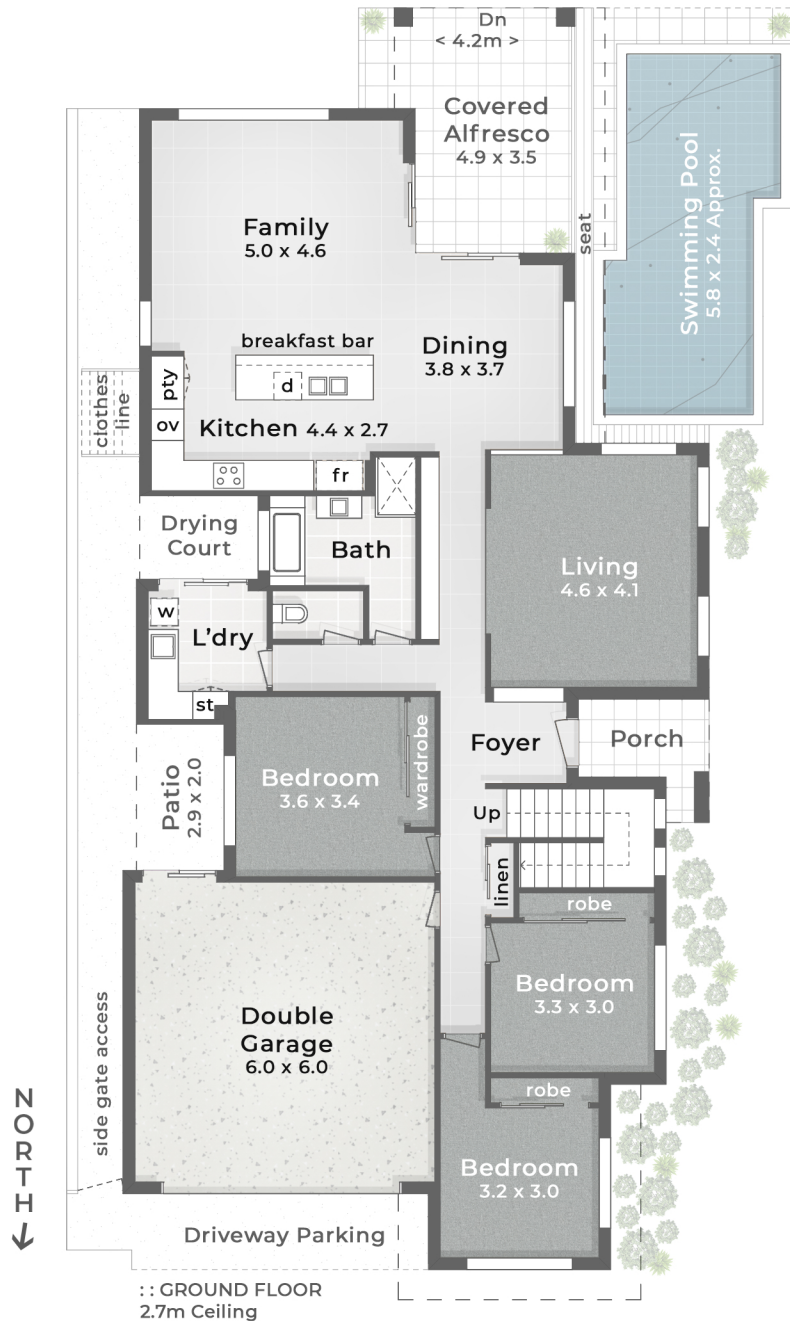 Dn
< 4.2m >
Covered
Alfresco
4.9 x 3.5
Swimming Pool
5.8 x 2.4 Approx.
seat
Family
5.0 x 4.6
breakfast bar
Dining
3.8 x 3.7
d
pty
ov
clothes
line
Kitchen 4.4 x 2.7
fr
Drying
Court
Bath
Living
4.6 x 4.1
w
L'dry
st
Foyer
Porch
Patio
2.9 x 2.0
Bedroom
3.6 x 3.4
wardrobe
Up
linen
robe
Bedroom
3.3 x 3.0
Double
Garage
6.0 x 6.0
side gate access
robe
Bedroom
3.2 x 3.0
NORTH
Driveway Parking
:: GROUND FLOOR
2.7m Ceiling